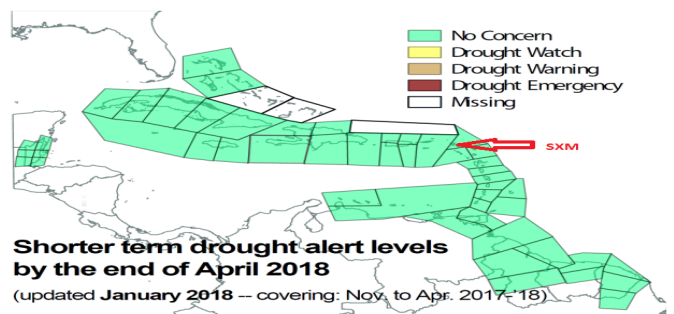 No Concern
Drought Watch
Drought Warning
Drought Emergency
Missing
SXM
Shorter term drought alert levels
by the end of April 2018
(updated January 2018 -- covering: Nov. to Apr. 2017-'18)